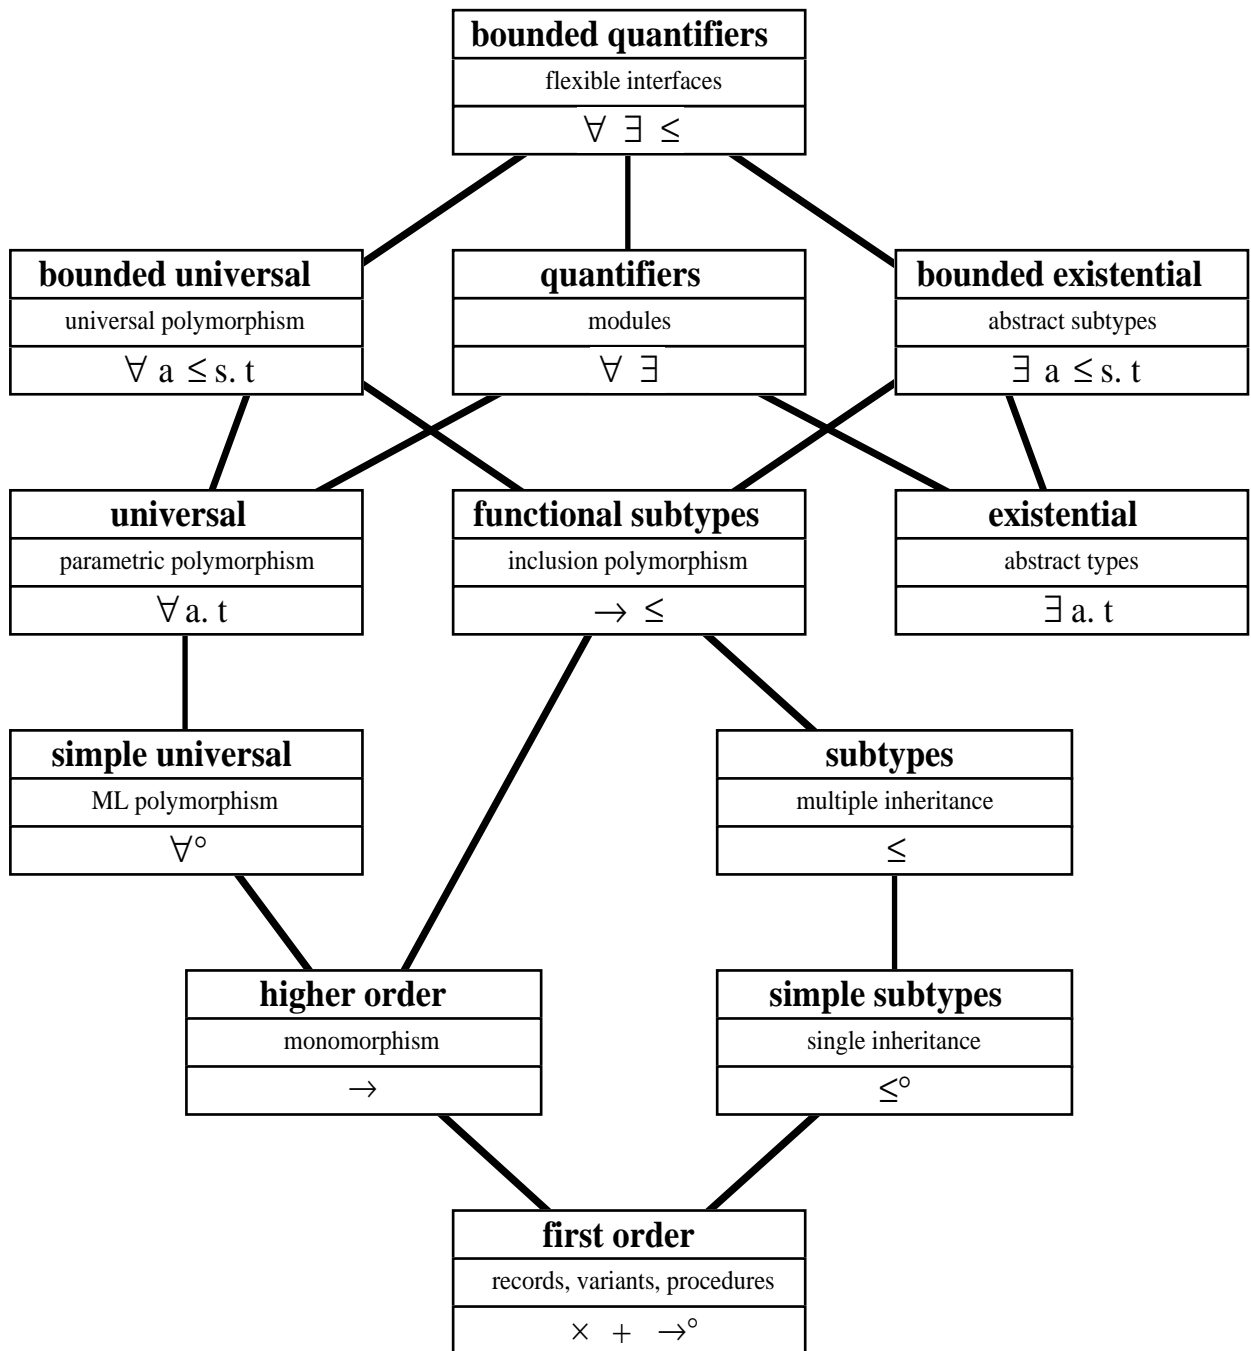 bounded quantifiers
flexible interfaces
∀ ∃ ≤
bounded universal
universal polymorphism
∀ a ≤ s. t
quantifiers
modules
∀ ∃
bounded existential
abstract subtypes
∃ a ≤ s. t
universal
parametric polymorphism
∀ a. t
functional subtypes
inclusion polymorphism
→ ≤
existential
abstract types
∃ a. t
simple universal
ML polymorphism
∀°
subtypes
multiple inheritance
≤
higher order
monomorphism
→
simple subtypes
single inheritance
≤°
first order
records, variants, procedures
× + →°